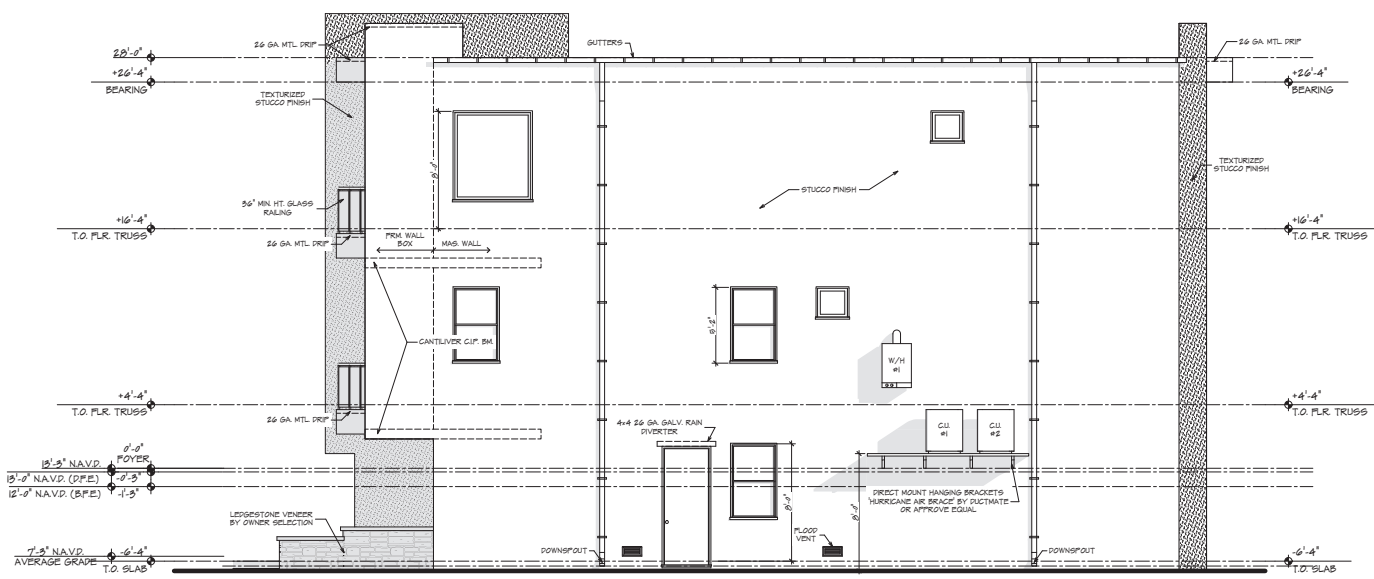 26 GA MTL DRIP
GUTTERS
26 GA. MTL DRIP
28'-0"
+26'-4"
BEARING
+26'-4"
BEARING
TEXTURIZED
STUCCO FINISH
8'-0"
TEXTURIZED
STUCCO FINISH
STUCCO FINISH
36" MIN. HT. GLASS
RAILING
+16'-4"
T.O. FLR. TRUSS
+16'-4"
T.O. FLR. TRUSS
26 GA. MTL DRIP
FRM. WALL
BOX
MAS. WALL
8'-2"
CANTILIVER C.I.P. BM.
W/H
#1
+4'-4"
T.O. FLR. TRUSS
+4'-4"
T.O. FLR. TRUSS
26 GA. MTL DRIP
4x4 26 GA. GALV. RAIN
DIVERTER
C.U.
#1
C.U.
#2
0'-0"
FOYER
13'-3" N.A.V.D.
13'-0" N.A.V.D. (D.F.E)
-0'-3"
12'-0" N.A.V.D. (B.F.E)
-1'-3"
8'-0"
8'-0"
DIRECT MOUNT HANGING BRACKETS
'HURRICANE AIR BRACE' BY DUCTMATE
OR APPROVE EQUAL
LEDGESTONE VENEER
BY OWNER SELECTION
FLOOD
VENT
7'-3" N.A.V.D.
AVERAGE GRADE
-6'-4"
T.O. SLAB
DOWNSPOUT
DOWNSPOUT
-6'-4"
T.O. SLAB